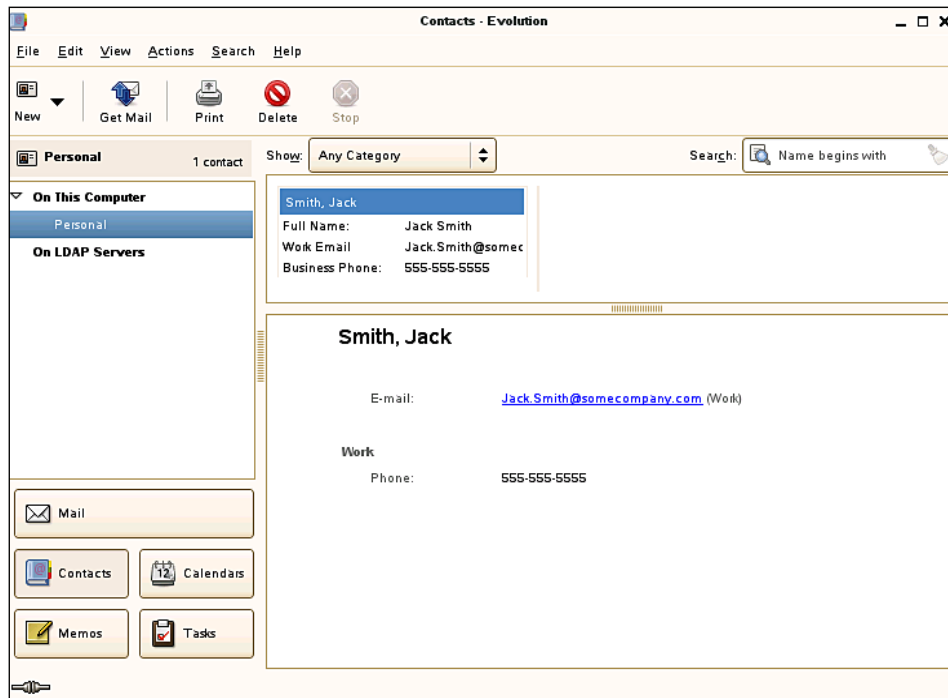 Contacts - Evolution
File Edit View Actions Search Help
New Get Mail Print Delete Stop
Personal 1 contact
Show: Any Category Search: Name begins with
On This Computer
Personal
On LDAP Servers
Smith, Jack
Full Name: Jack Smith
Work Email Jack.Smith@somec
Business Phone: 555-555-5555
Smith, Jack
E-mail: Jack.Smith@somecompany.com (Work)
Work
Phone: 555-555-5555
Mail
Contacts Calendars
12
Memos Tasks